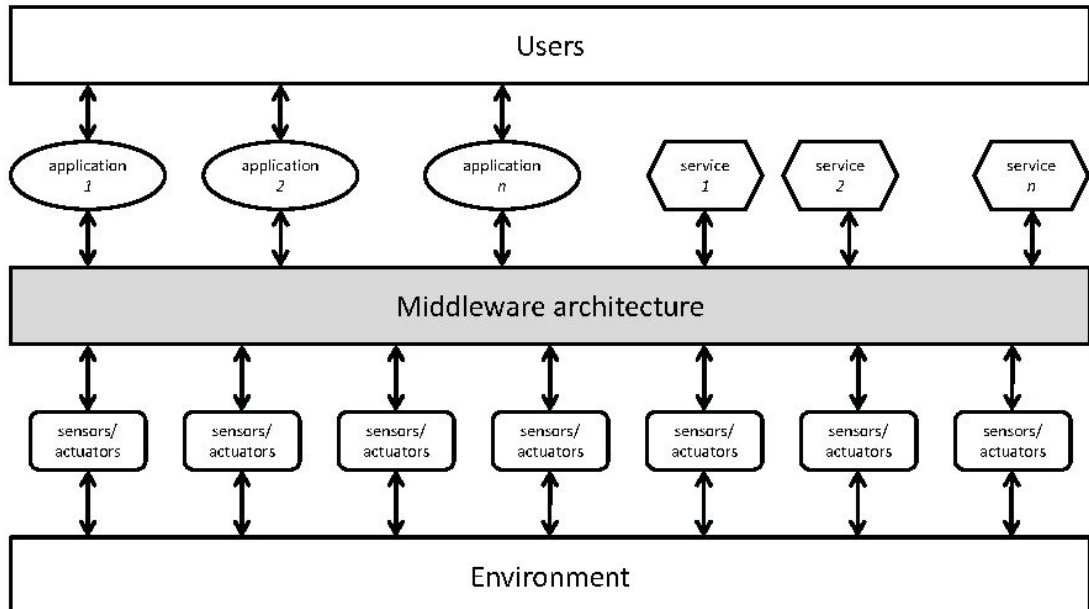 Users
application
1
application
2
application
n
service
1
service
2
service
n
Middleware architecture
sensors/
actuators
sensors/
actuators
sensors/
actuators
sensors/
actuators
sensors/
actuators
sensors/
actuators
sensors/
actuators
Environment